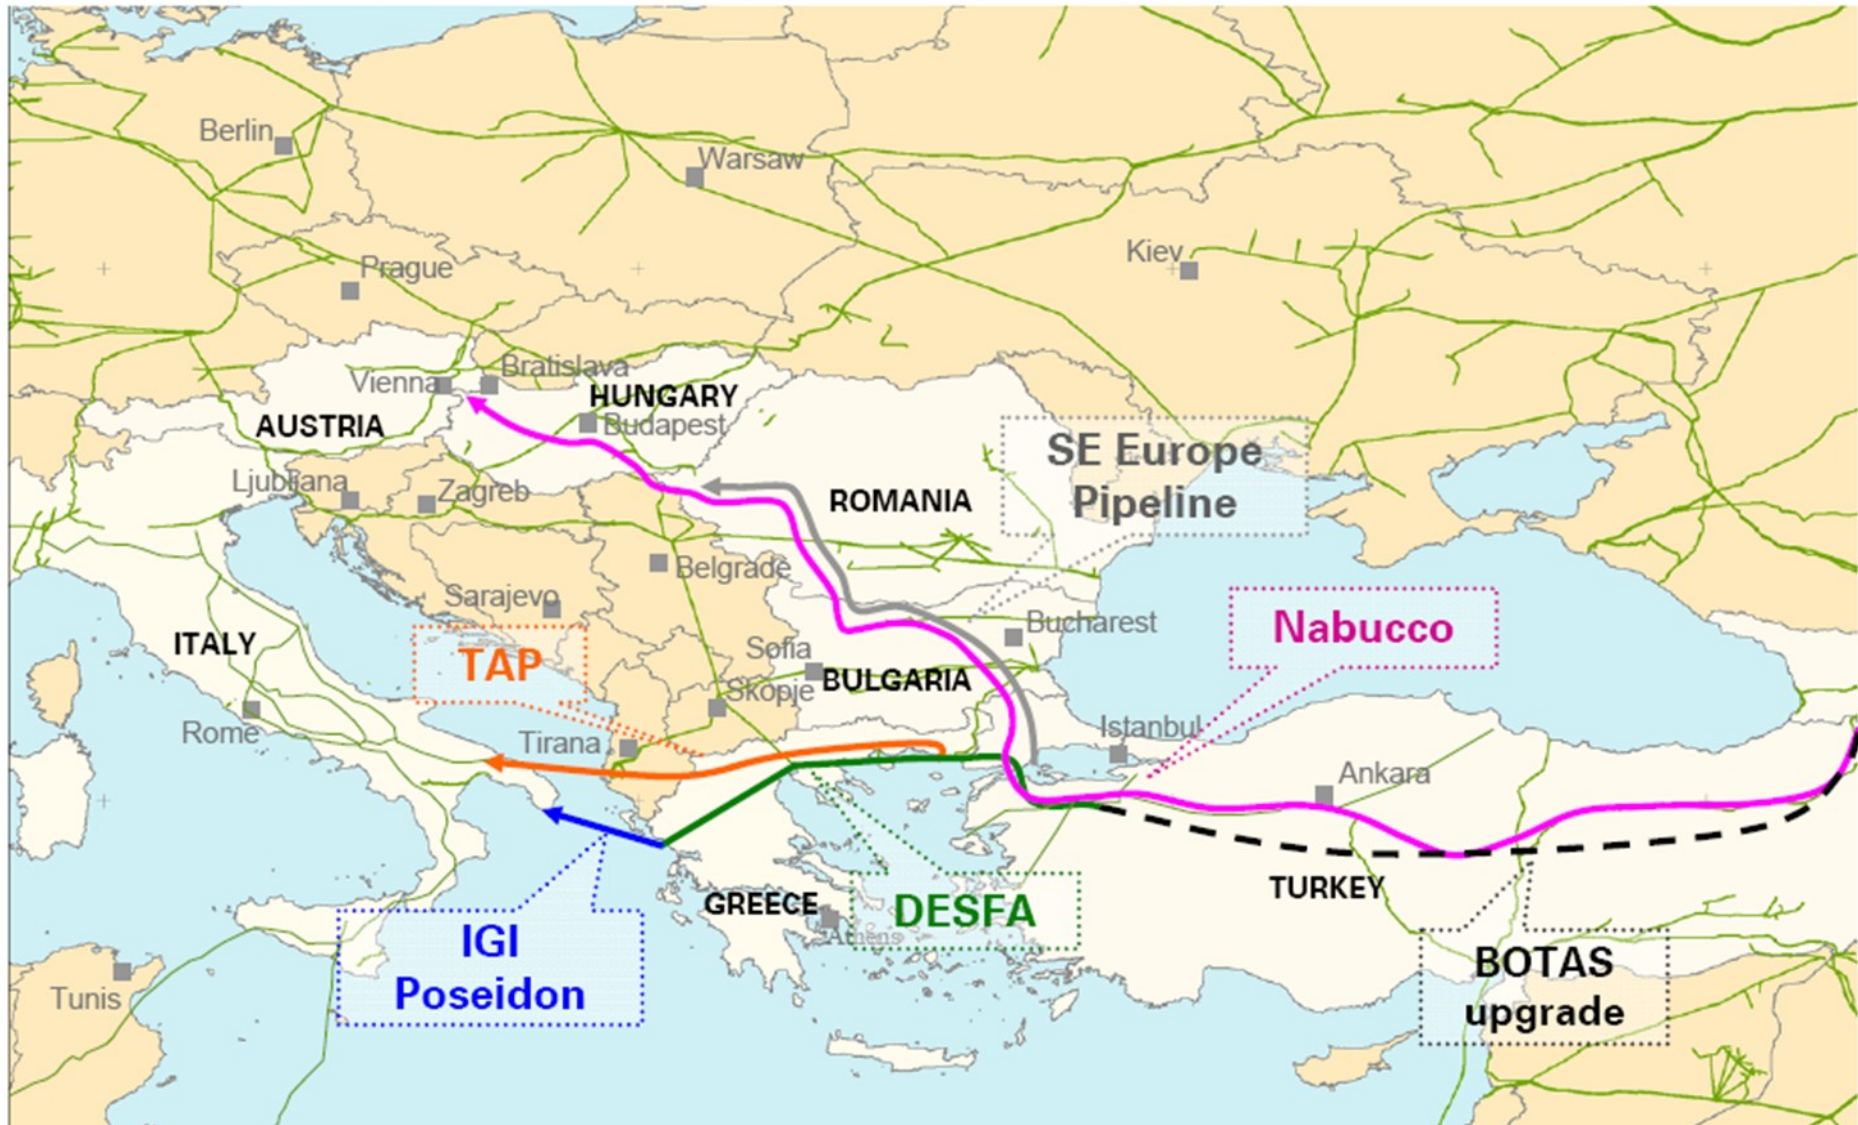 Berlin
Warsaw
Kiev
Prague
Bratislava
Vienna
HUNGARY
AUSTRIA
Budapest
SE Europe
Pipeline
Ljubljana
Zagreb
ROMANIA
Belgrade
Sarajevo
Bucharest
Nabucco
ITALY
TAP
Sofia
BULGARIA
Skopje
Rome
Tirana
Istanbul
Ankara
TURKEY
GREECE
DESFA
Athens
IGI
Poseidon
BOTAS
upgrade
Tunis